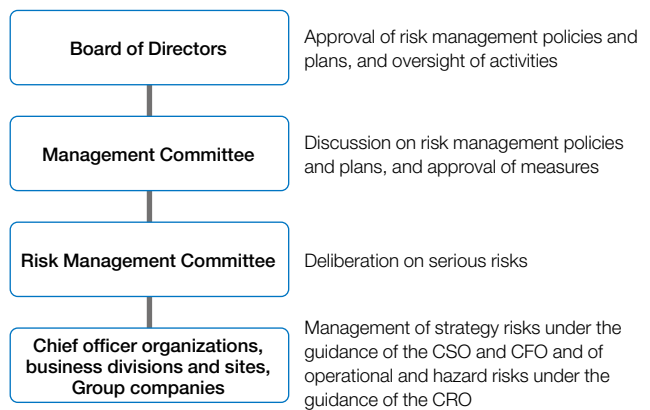 Board of Directors
Approval of risk management policies and
plans, and oversight of activities
Management Committee
Discussion on risk management policies
and plans, and approval of measures
Risk Management Committee
Deliberation on serious risks
Chief officer organizations,
business divisions and sites,
Group companies
Management of strategy risks under the
guidance of the CSO and CFO and of
operational and hazard risks under the
guidance of the CRO